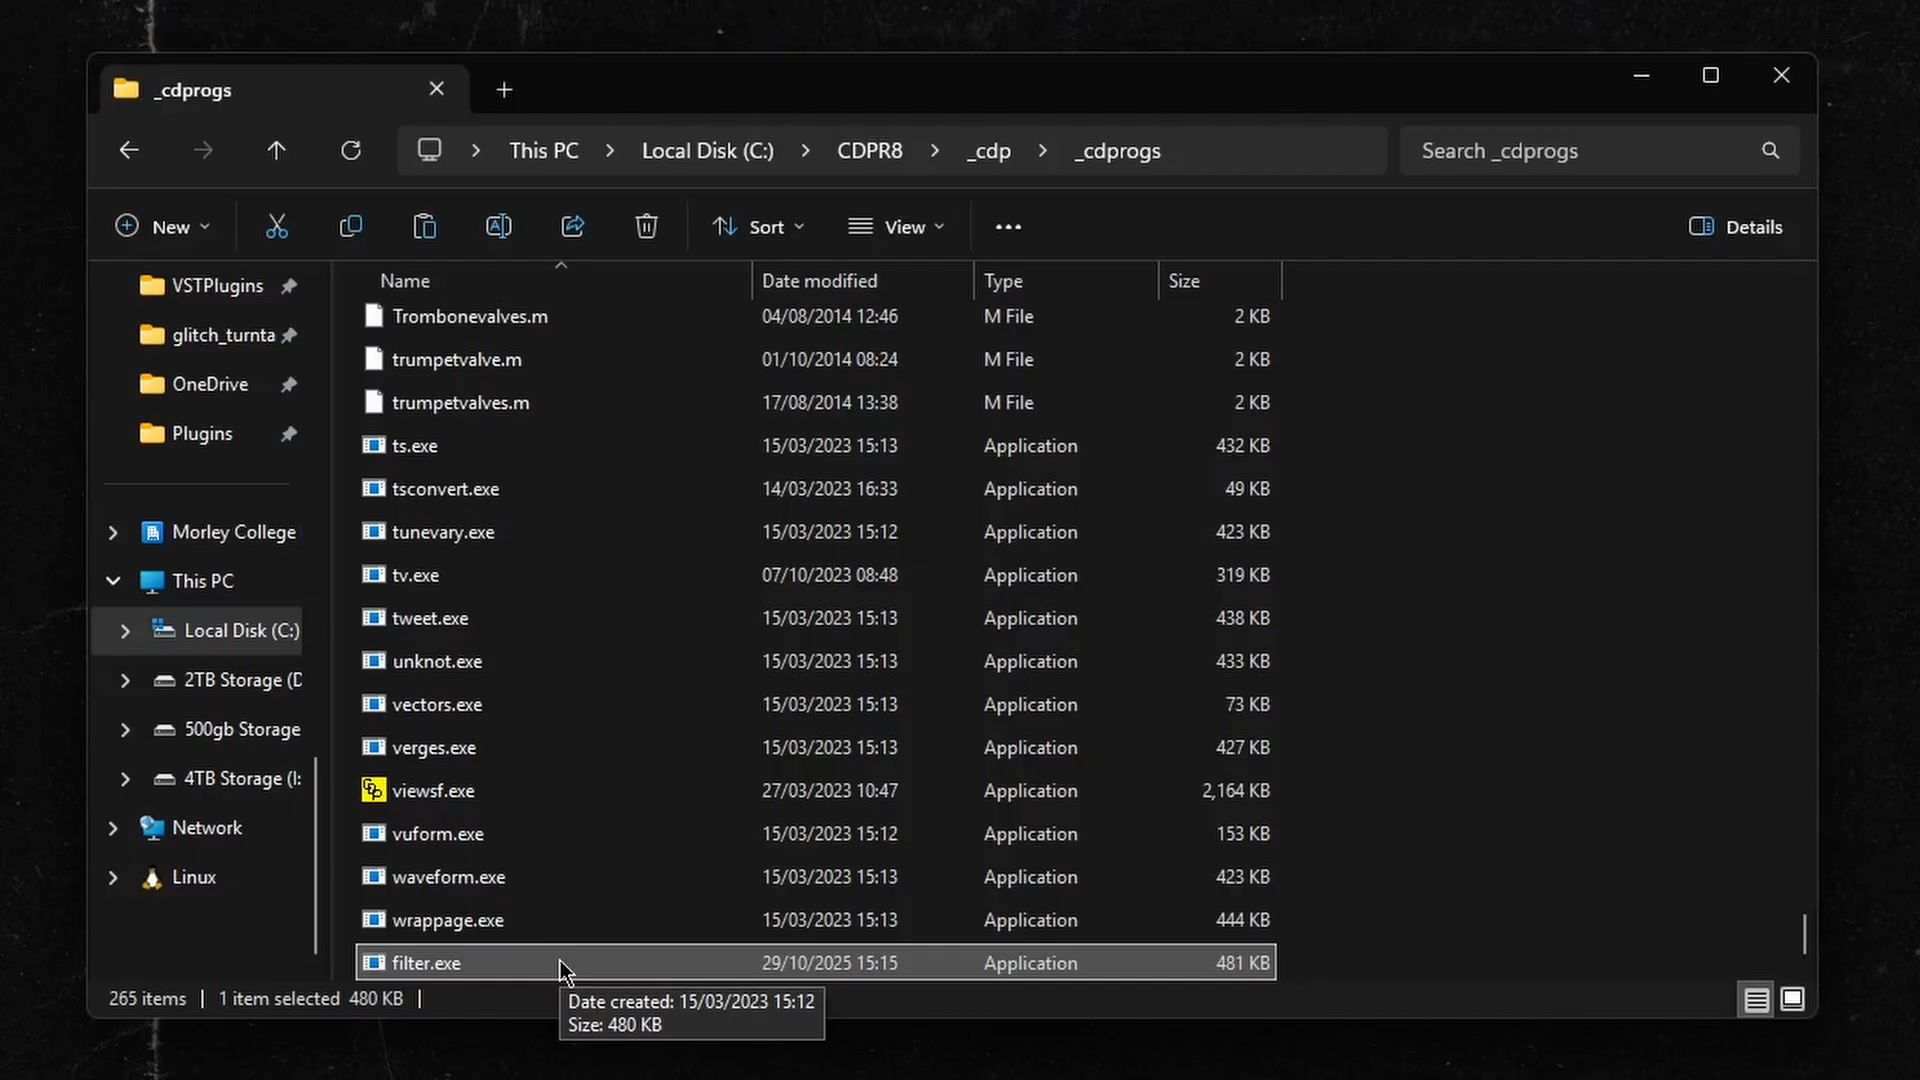 _cdprogs
This PC
Local Disk (C:)
CDPR8
_cdp
_cdprogs
Search _cdprogs
New
Sort
View
Details
VSTPlugins
glitch_turnta
OneDrive
Plugins
Morley College
This PC
Local Disk (C:)
2TB Storage (D
500gb Storage
4TB Storage (I:
Network
Linux
Name Date modified Type Size
Trombonevalves.m 04/08/2014 12:46 M File 2 KB
trumpetvalve.m 01/10/2014 08:24 M File 2 KB
trumpetvalves.m 17/08/2014 13:38 M File 2 KB
ts.exe 15/03/2023 15:13 Application 432 KB
tsconvert.exe 14/03/2023 16:33 Application 49 KB
tunevary.exe 15/03/2023 15:12 Application 423 KB
tv.exe 07/10/2023 08:48 Application 319 KB
tweet.exe 15/03/2023 15:13 Application 438 KB
unknot.exe 15/03/2023 15:13 Application 433 KB
vectors.exe 15/03/2023 15:13 Application 73 KB
verges.exe 15/03/2023 15:13 Application 427 KB
viewsf.exe 27/03/2023 10:47 Application 2,164 KB
vuform.exe 15/03/2023 15:12 Application 153 KB
waveform.exe 15/03/2023 15:13 Application 423 KB
wrappage.exe 15/03/2023 15:13 Application 444 KB
filter.exe 29/10/2025 15:15 Application 481 KB
265 items 1 item selected 480 KB
Date created: 15/03/2023 15:12
Size: 480 KB